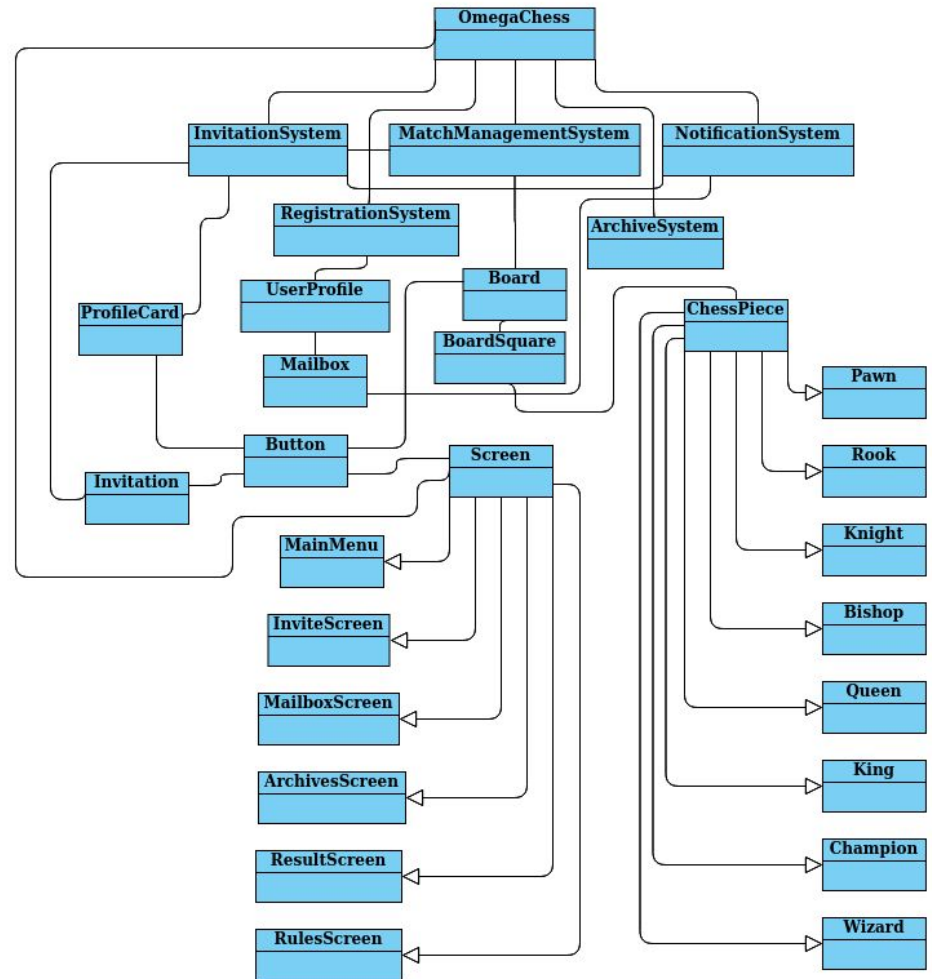 OmegaChess
InvitationSystem
MatchManagementSystem
NotificationSystem
RegistrationSystem
ArchiveSystem
UserProfile
Board
ProfileCard
ChessPiece
BoardSquare
Mailbox
Pawn
Button
Screen
Rook
Invitation
MainMenu
Knight
InviteScreen
Bishop
MailboxScreen
Queen
ArchivesScreen
King
ResultScreen
Champion
RulesScreen
Wizard